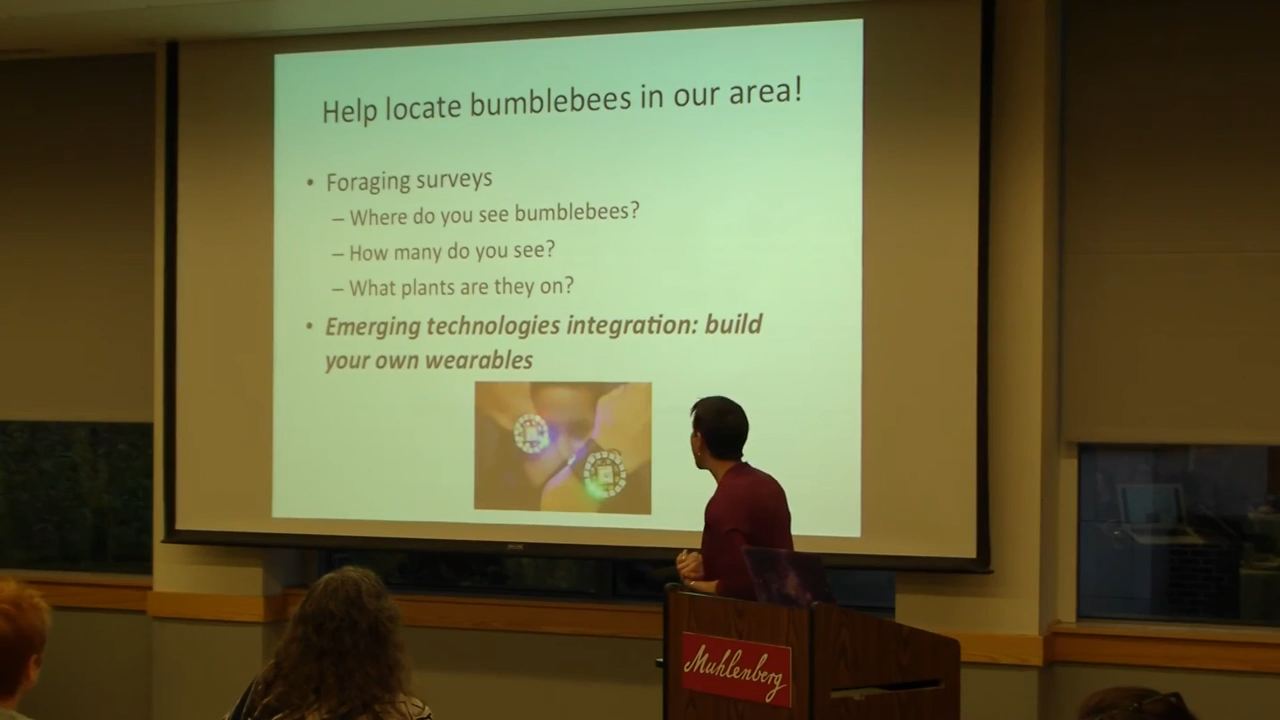 Help locate bumblebees in our area!
• Foraging surveys
– Where do you see bumblebees?
– How many do you see?
– What plants are they on?
• Emerging technologies integration: build
your own wearables
Muhlenberg